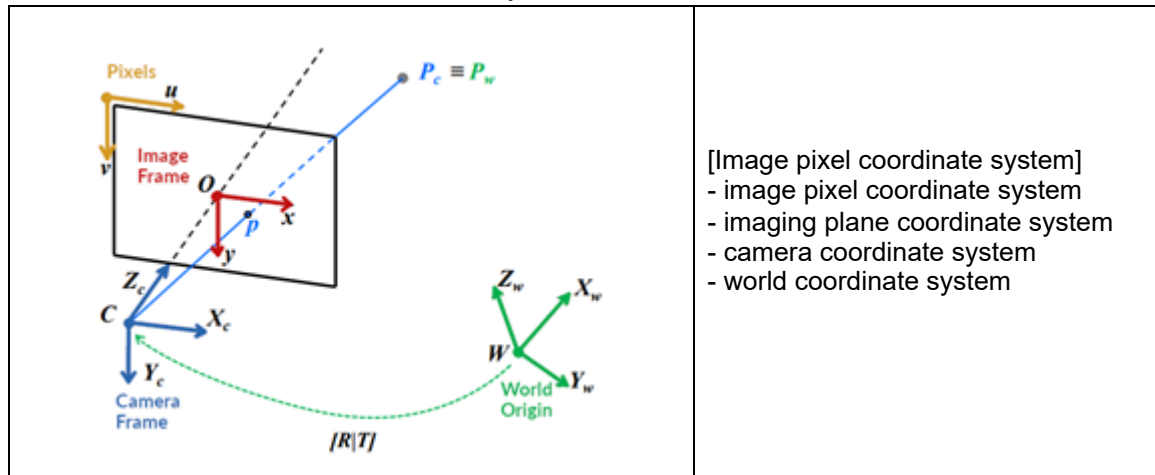 Pixels
u
v
Image
Frame
O
x
y
p
P_c ≡ P_w
Z_c
C
X_c
Y_c
Camera
Frame
Z_w
X_w
W
Y_w
World
Origin
[R|T]
[Image pixel coordinate system]
- image pixel coordinate system
- imaging plane coordinate system
- camera coordinate system
- world coordinate system